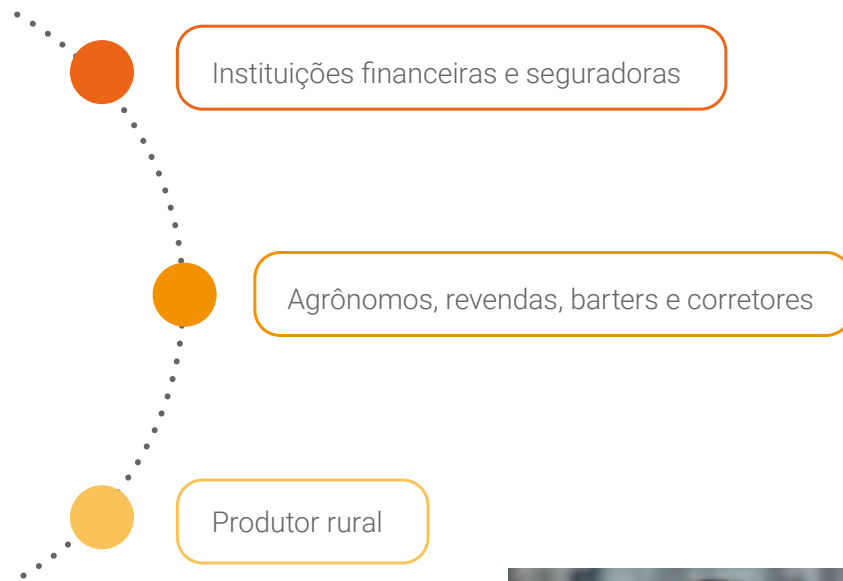 Instituições financeiras e seguradoras
Agrônomos, revendas, barters e corretores
Produtor rural